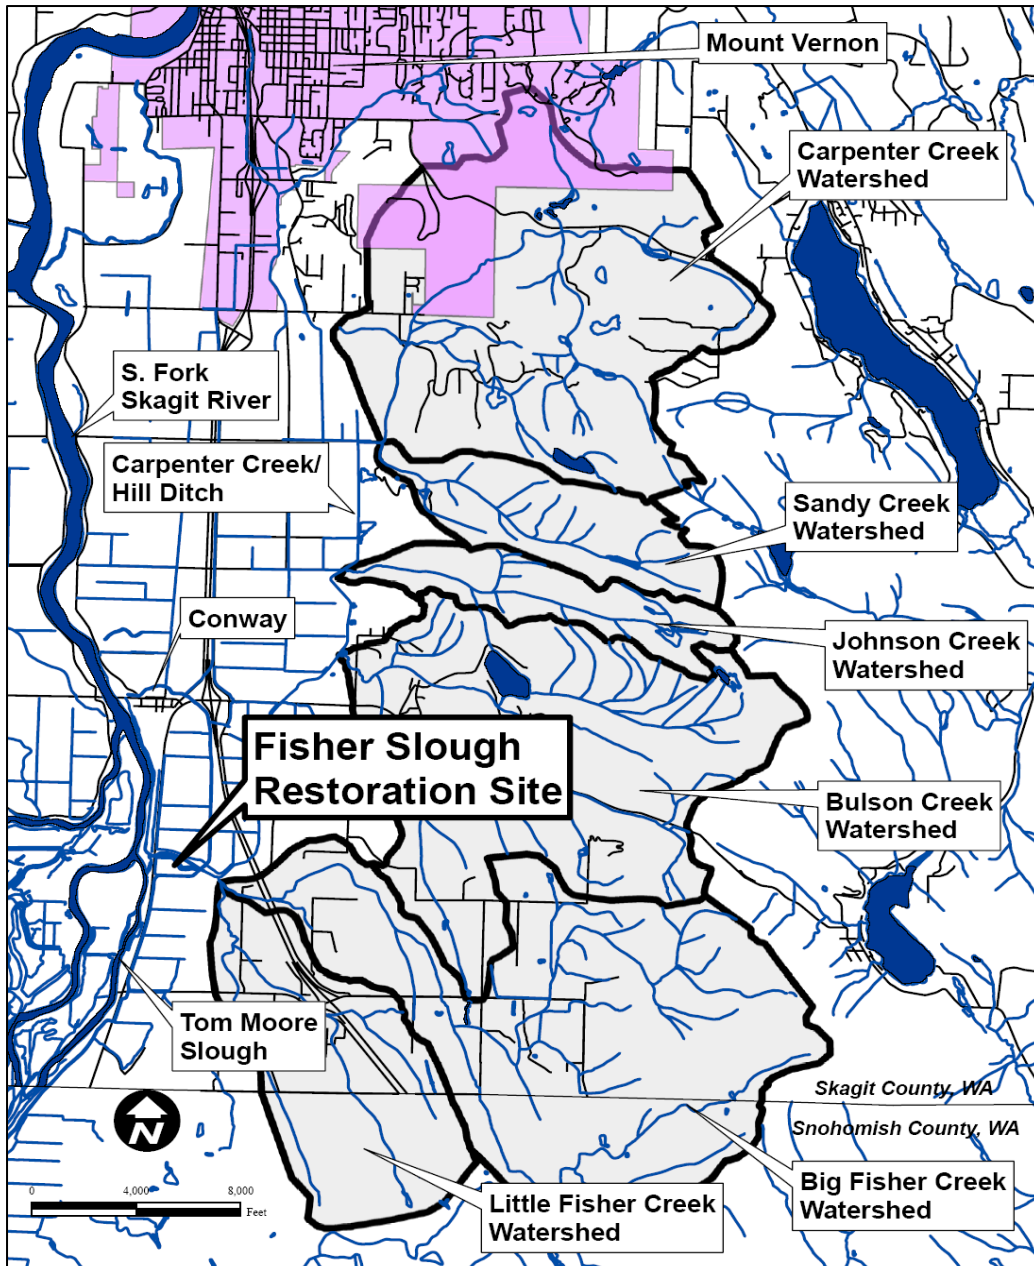 Mount Vernon
Carpenter Creek
Watershed
S. Fork
Skagit River
Carpenter Creek/
Hill Ditch
Sandy Creek
Watershed
Conway
Johnson Creek
Watershed
Fisher Slough
Restoration Site
Bulson Creek
Watershed
Tom Moore
Slough
Skagit County, WA
Snohomish County, WA
N
0 4,000 8,000
Feet
Little Fisher Creek
Watershed
Big Fisher Creek
Watershed